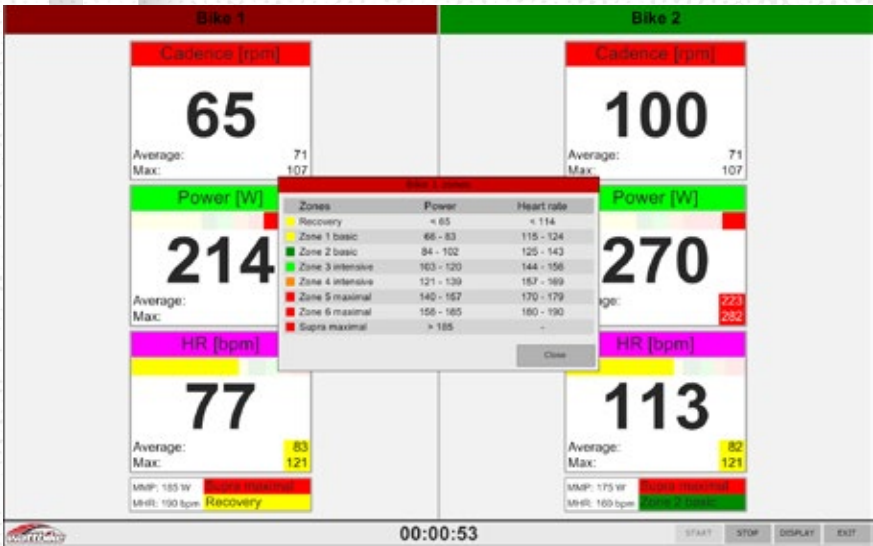 Bike 1
Bike 2
Cadence [rpm]
65
Average: 71
Max: 107
Cadence [rpm]
100
Average: 71
Max: 107
Power [W]
214
Average:
Max:
Power [W]
270
ge: 223
282
Bike 1 zones
Zones Power Heart rate
Recovery < 65 < 114
Zone 1 basic 66 - 83 115 - 124
Zone 2 basic 84 - 102 125 - 143
Zone 3 intensive 103 - 120 144 - 156
Zone 4 intensive 121 - 139 157 - 169
Zone 5 maximal 140 - 157 170 - 179
Zone 6 maximal 158 - 185 180 - 190
Supra maximal > 185 -
Close
HR [bpm]
77
Average: 83
Max: 121
HR [bpm]
113
Average: 82
Max: 121
MMP: 185 W Supra maximal
MHR: 190 bpm Recovery
MMP: 175 W Supra maximal
MHR: 160 bpm Zone 2 basic
wattbike
00:00:53
START STOP DISPLAY EXIT